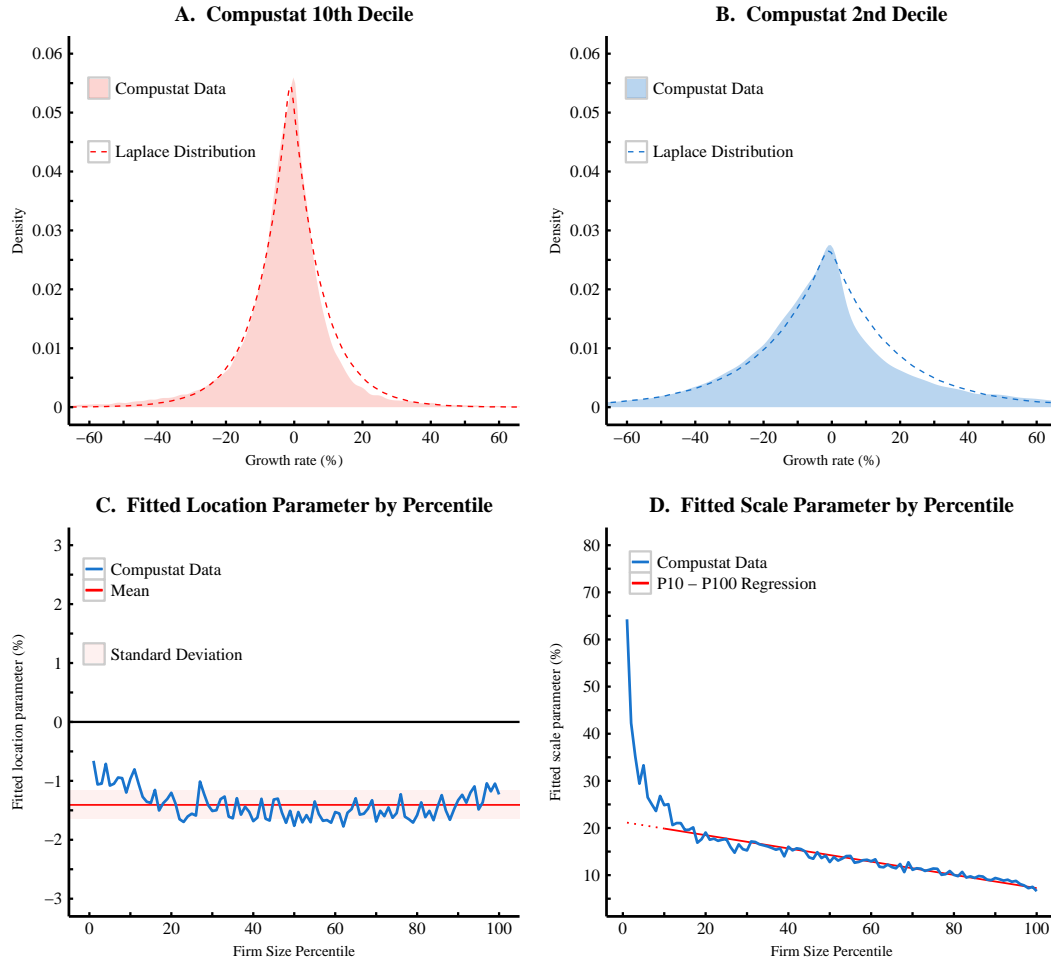 A.  Compustat 10th Decile
0.06
0.05
0.04
0.03
0.02
0.01
0
Density
Compustat Data
Laplace Distribution
−60
−40
−20
0
20
40
60
Growth rate (%)
B.  Compustat 2nd Decile
0.06
0.05
0.04
0.03
0.02
0.01
0
Density
Compustat Data
Laplace Distribution
−60
−40
−20
0
20
40
60
Growth rate (%)
C.  Fitted Location Parameter by Percentile
3
2
1
0
−1
−2
−3
Fitted location parameter (%)
Compustat Data
Mean
Standard Deviation
0
20
40
60
80
100
Firm Size Percentile
D.  Fitted Scale Parameter by Percentile
80
70
60
50
40
30
20
10
Fitted scale parameter (%)
Compustat Data
P10 − P100 Regression
0
20
40
60
80
100
Firm Size Percentile